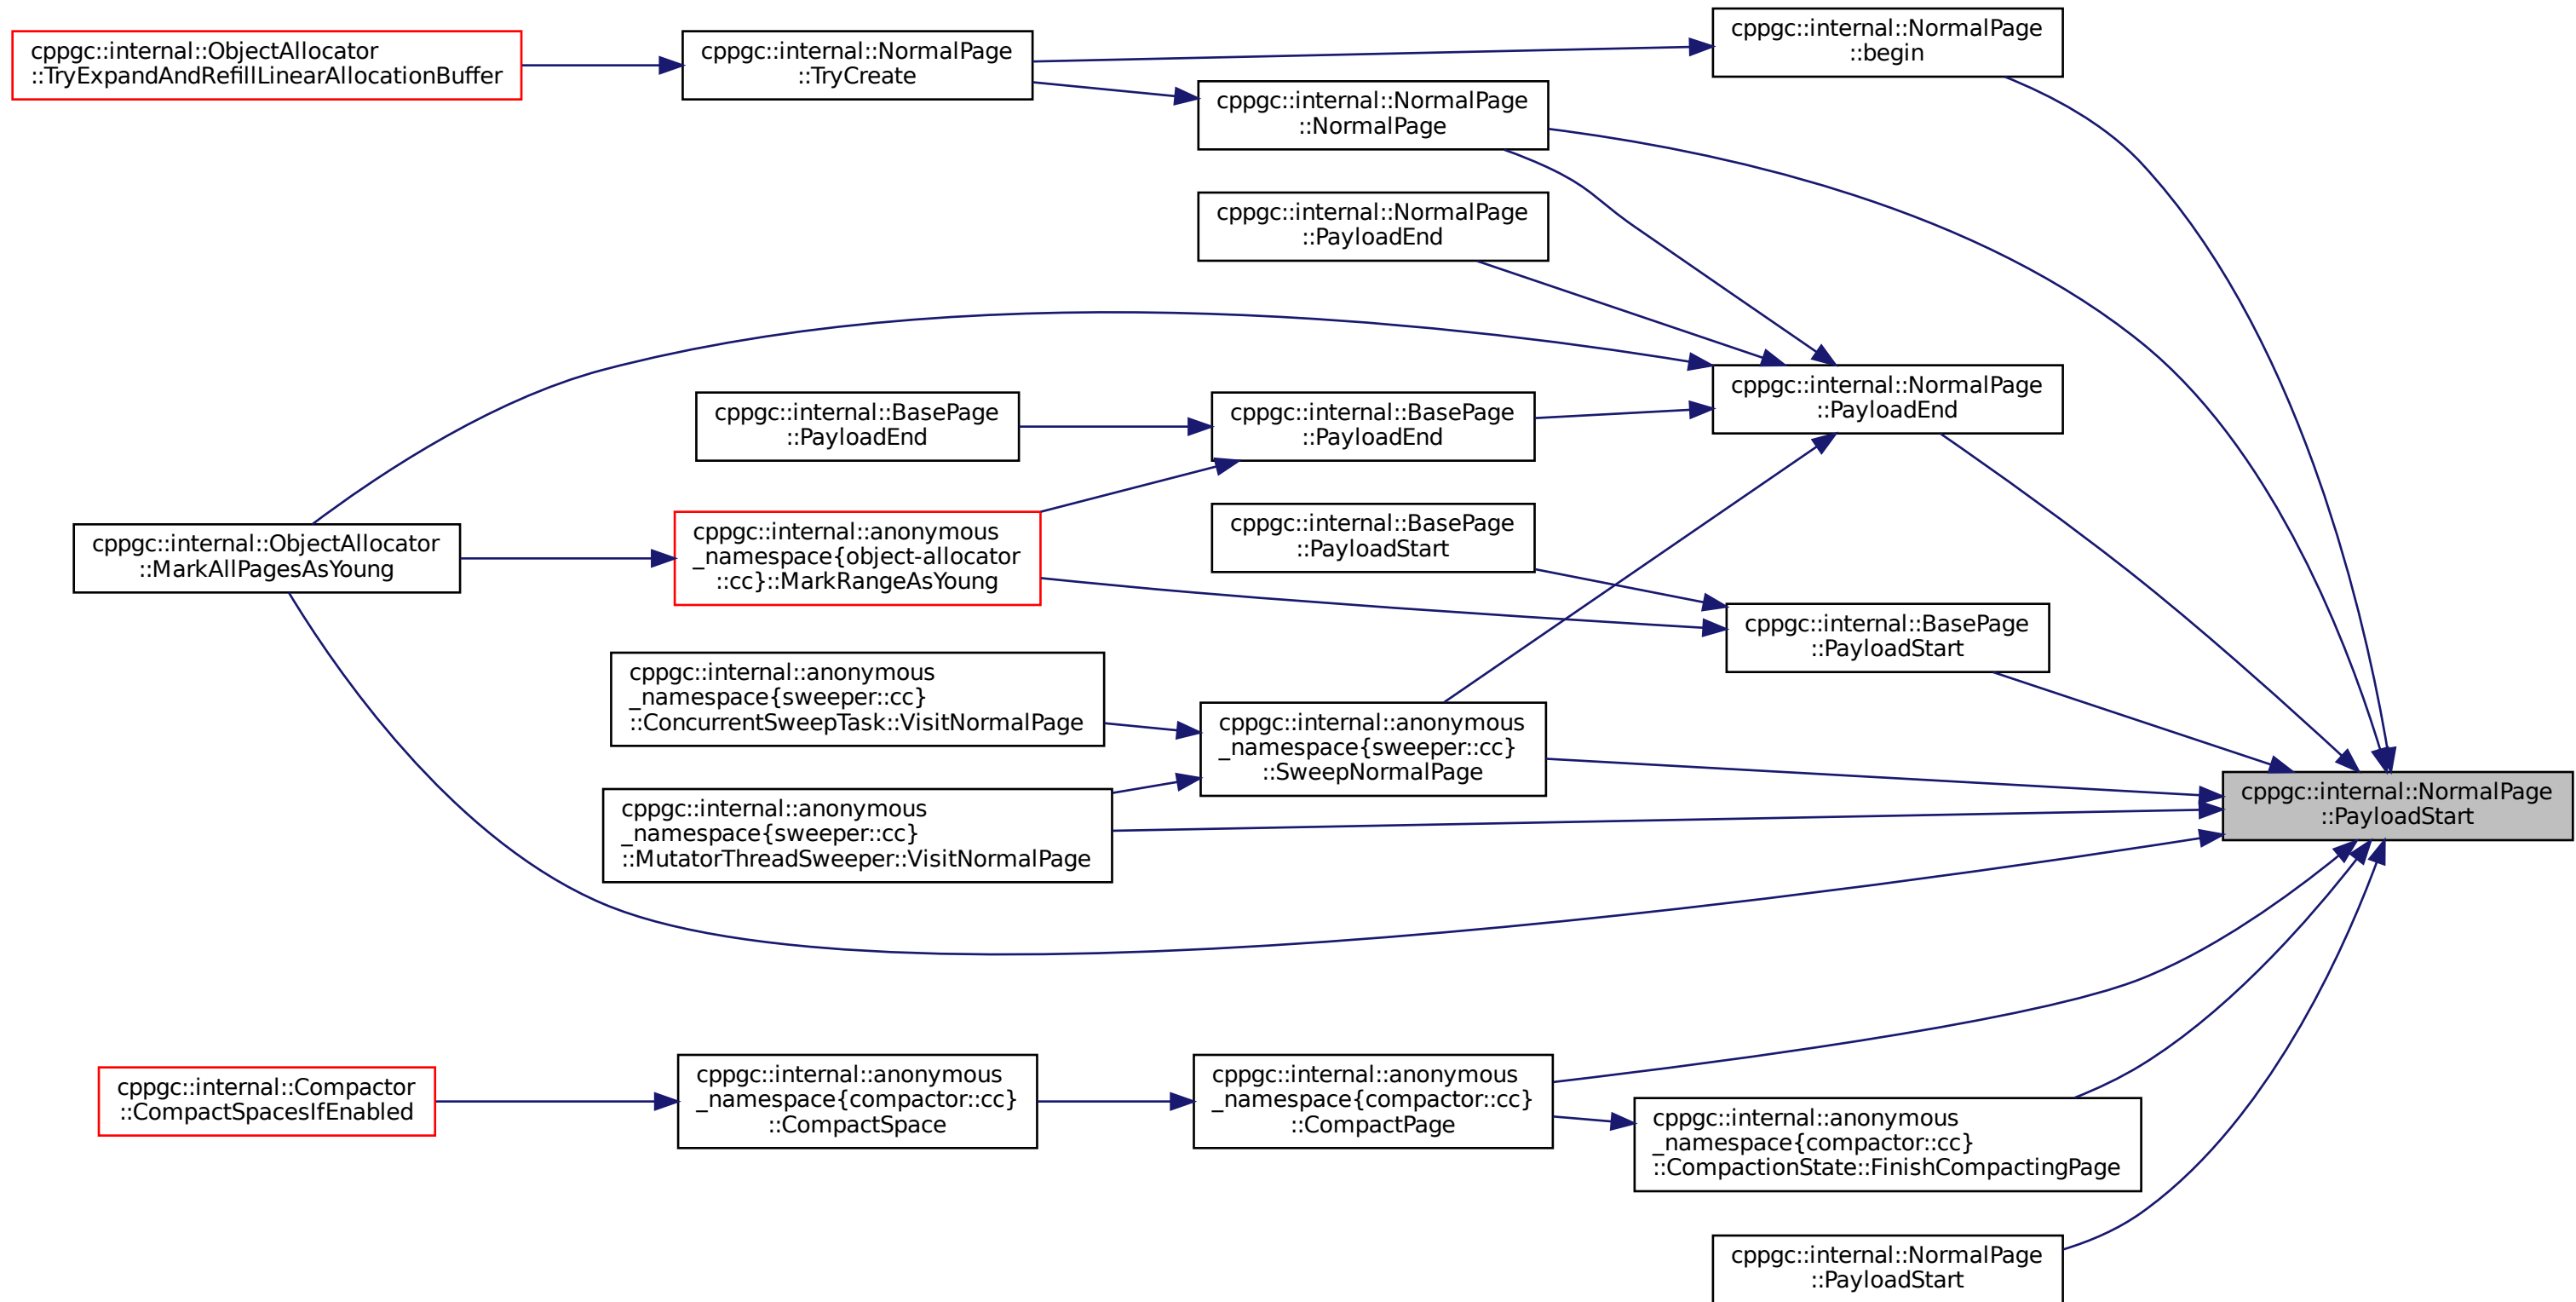 cppgc::internal::NormalPage
::begin
cppgc::internal::ObjectAllocator
::TryExpandAndRefillLinearAllocationBuffer
cppgc::internal::NormalPage
::TryCreate
cppgc::internal::NormalPage
::NormalPage
cppgc::internal::NormalPage
::PayloadEnd
cppgc::internal::NormalPage
::PayloadEnd
cppgc::internal::BasePage
::PayloadEnd
cppgc::internal::BasePage
::PayloadEnd
cppgc::internal::BasePage
::PayloadStart
cppgc::internal::ObjectAllocator
::MarkAllPagesAsYoung
cppgc::internal::anonymous
_namespace{object-allocator
::cc}::MarkRangeAsYoung
cppgc::internal::BasePage
::PayloadStart
cppgc::internal::anonymous
_namespace{sweeper::cc}
::ConcurrentSweepTask::VisitNormalPage
cppgc::internal::anonymous
_namespace{sweeper::cc}
::SweepNormalPage
cppgc::internal::NormalPage
::PayloadStart
cppgc::internal::anonymous
_namespace{sweeper::cc}
::MutatorThreadSweeper::VisitNormalPage
cppgc::internal::Compactor
::CompactSpacesIfEnabled
cppgc::internal::anonymous
_namespace{compactor::cc}
::CompactSpace
cppgc::internal::anonymous
_namespace{compactor::cc}
::CompactPage
cppgc::internal::anonymous
_namespace{compactor::cc}
::CompactionState::FinishCompactingPage
cppgc::internal::NormalPage
::PayloadStart